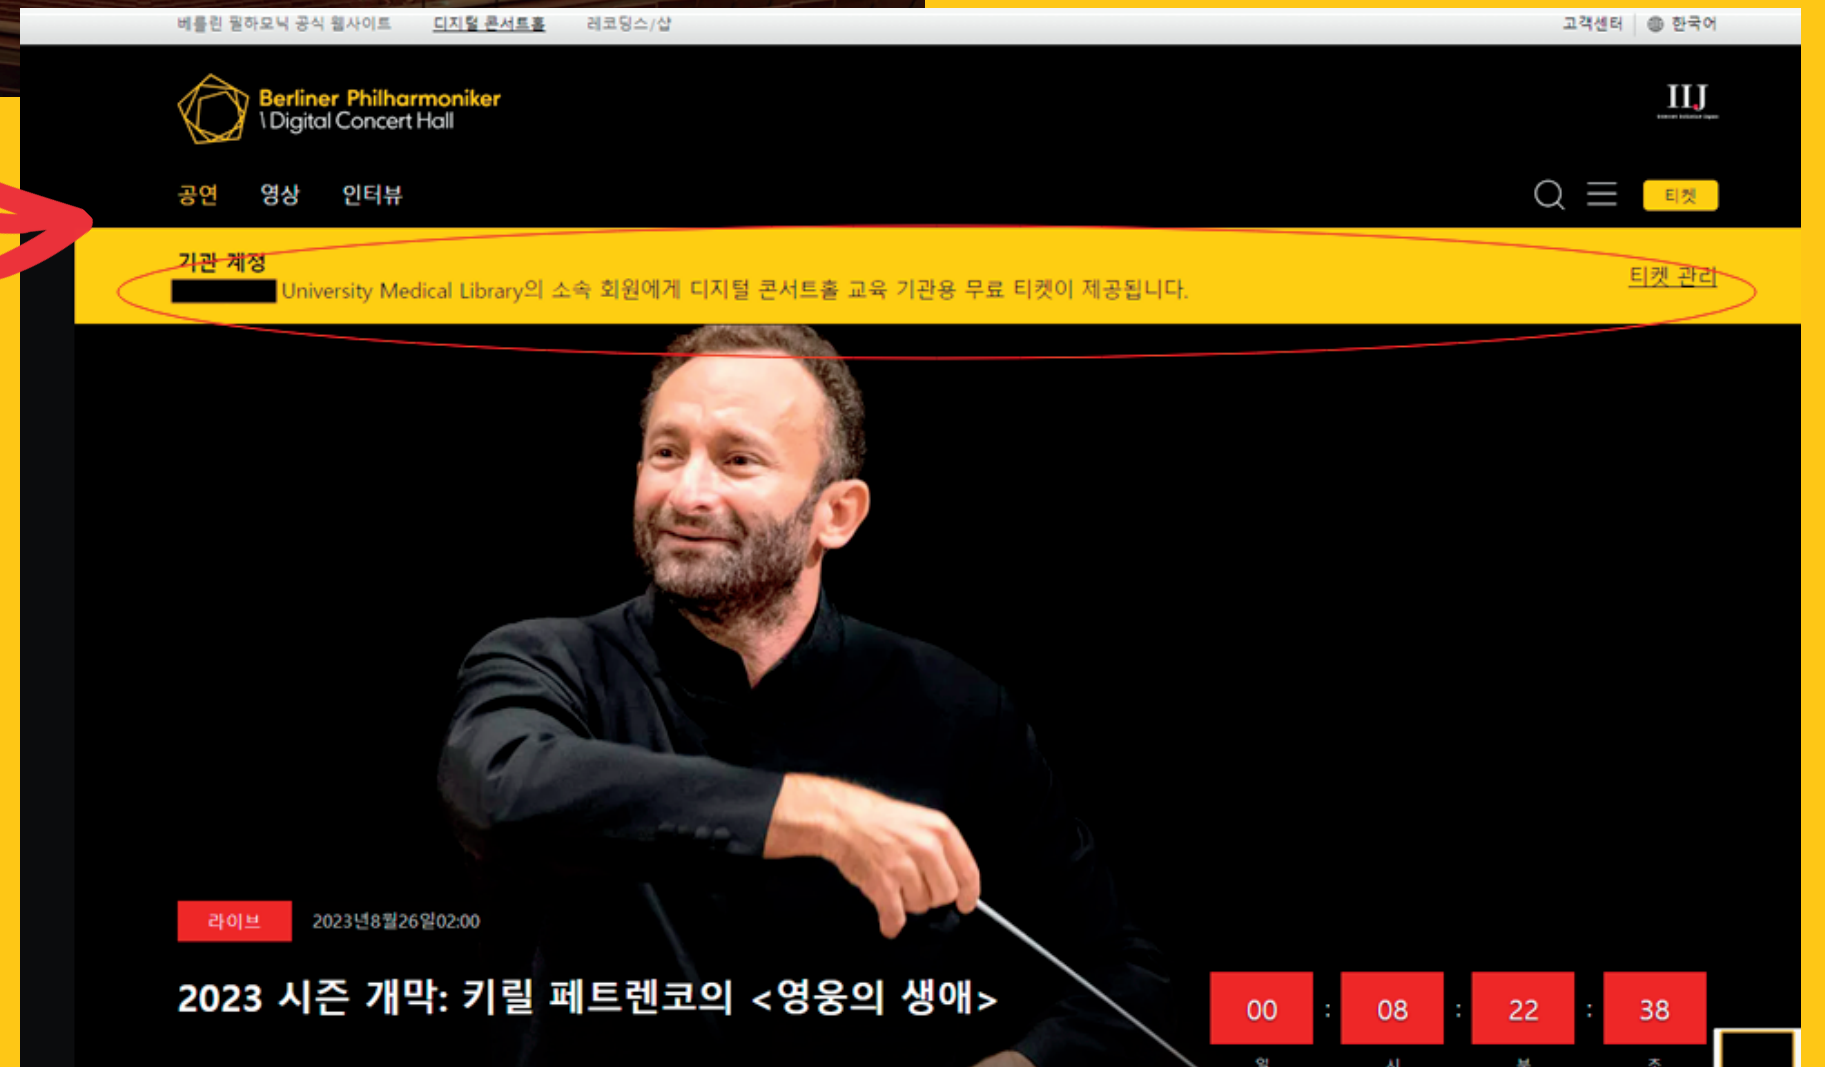 베를린 필하모닉 공식 웹사이트 디지털 콘서트홀 레코딩스/샵 고객센터 한국어
Berliner Philharmoniker
\ Digital Concert Hall
IIJ
공연 영상 인터뷰 티켓
기관 계정
University Medical Library의 소속 회원에게 디지털 콘서트홀 교육 기관용 무료 티켓이 제공됩니다.
티켓 관리
라이브 2023년8월26일02:00
2023 시즌 개막: 키릴 페트렌코의 <영웅의 생애>
00 : 08 : 22 : 38